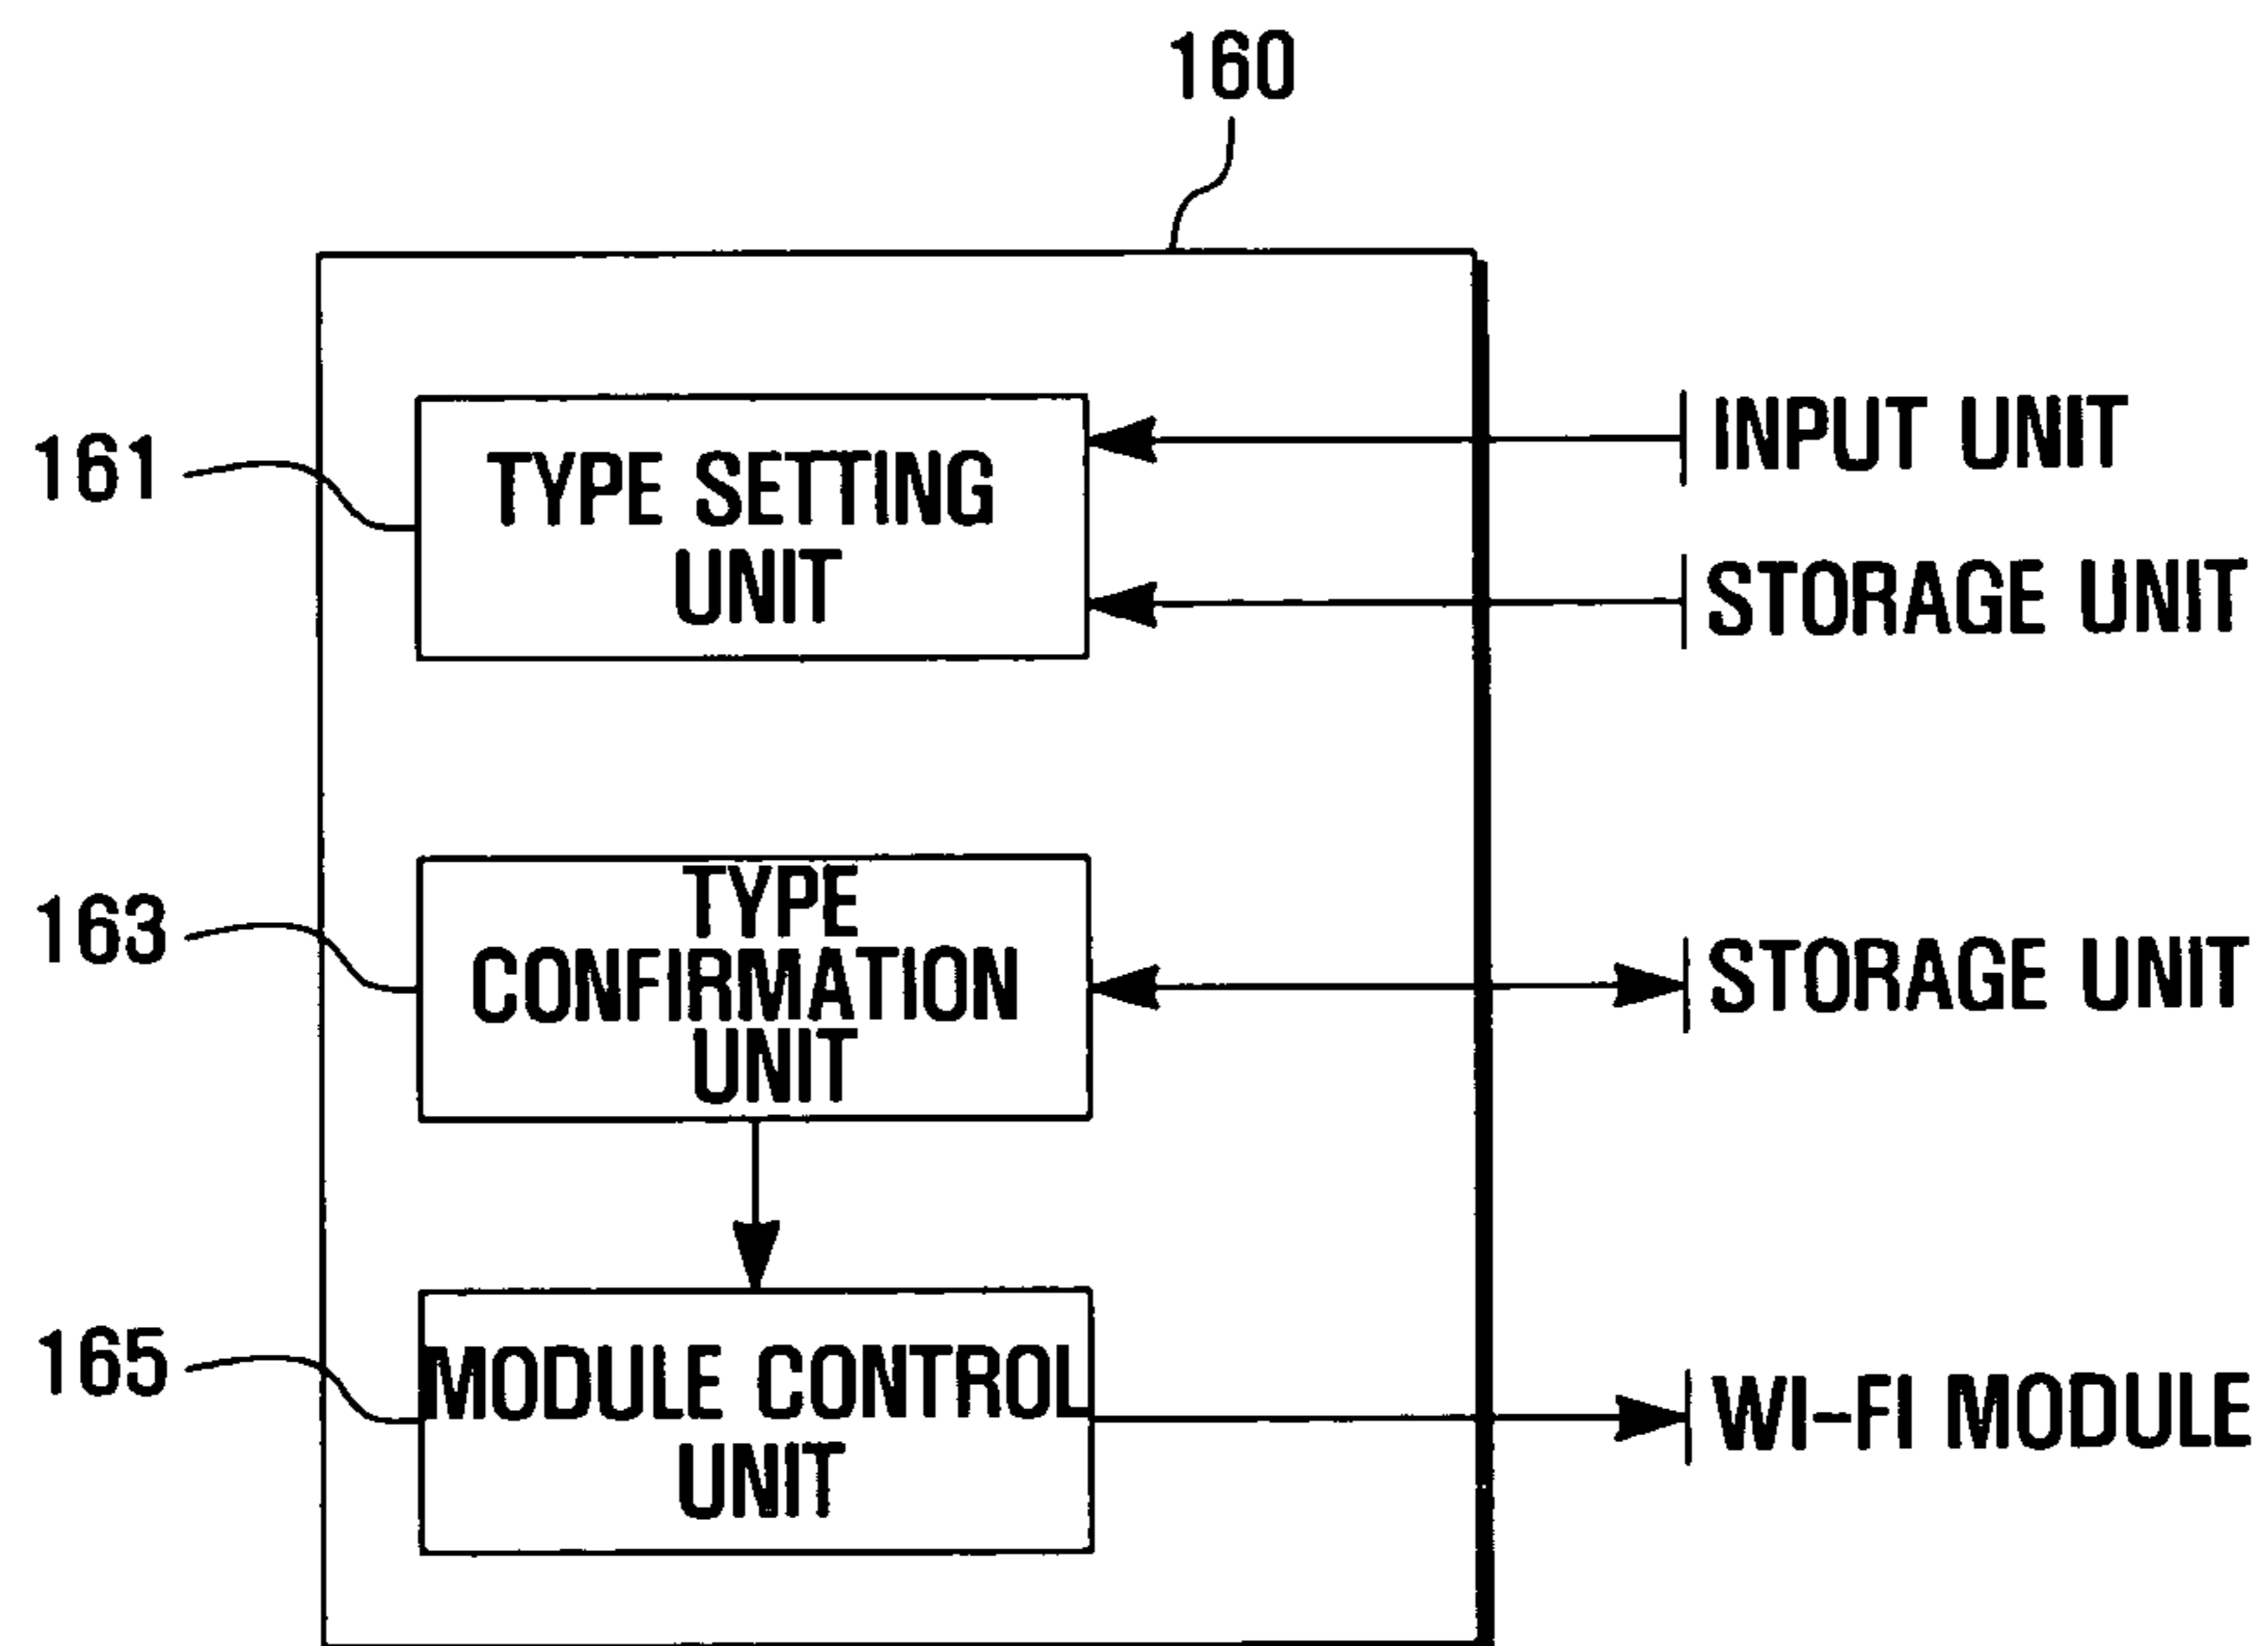 160
161
TYPE SETTING
UNIT
INPUT UNIT
STORAGE UNIT
163
TYPE
CONFIRMATION
UNIT
STORAGE UNIT
165
MODULE CONTROL
UNIT
WI-FI MODULE